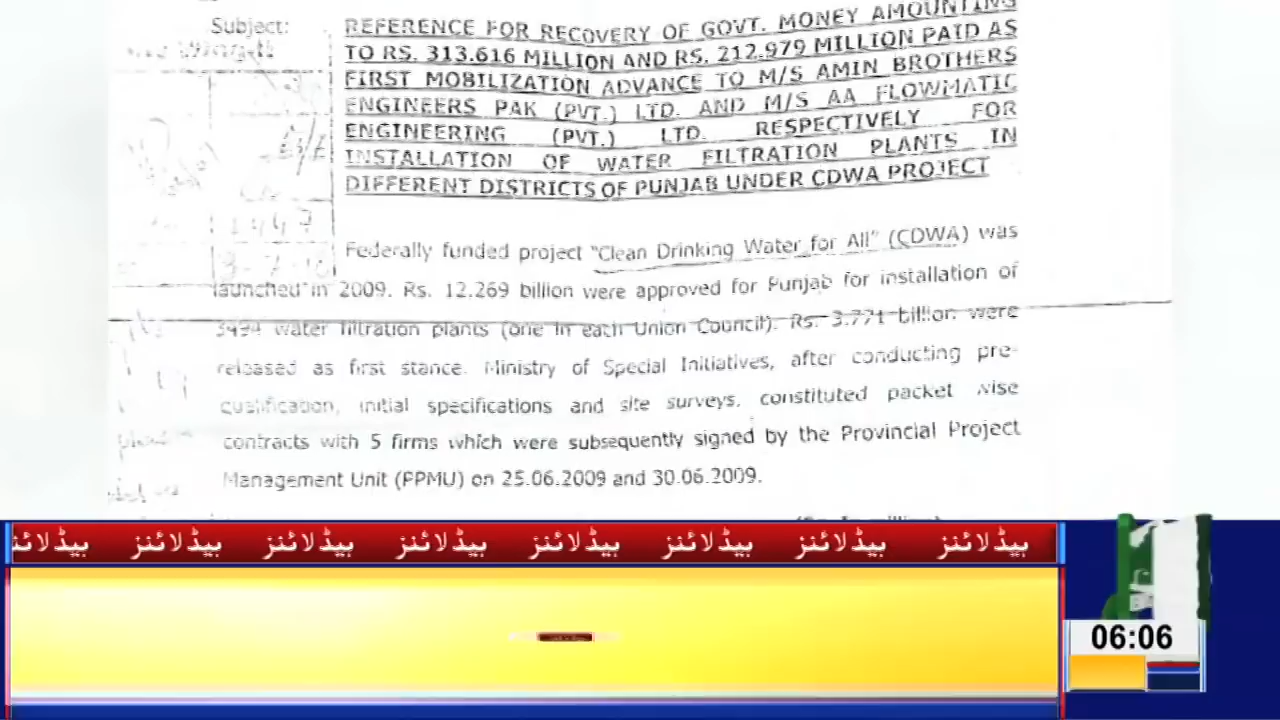 Subject:
REFERENCE FOR RECOVERY OF GOVT. MONEY AMOUNTING
TO RS. 313.616 MILLION AND RS. 212.979 MILLION PAID AS
FIRST MOBILIZATION ADVANCE TO M/S AMIN BROTHERS
ENGINEERS PAK (PVT.) LTD. AND M/S AA FLOWMATIC
ENGINEERING (PVT.) LTD. RESPECTIVELY FOR
INSTALLATION OF WATER FILTRATION PLANTS IN
DIFFERENT DISTRICTS OF PUNJAB UNDER CDWA PROJECT
Federally funded project "Clean Drinking Water for All" (CDWA) was
launched in 2009. Rs. 12.269 billion were approved for Punjab for installation of
3494 water filtration plants (one in each Union Council). Rs. 3.771 billion were
released as first stance. Ministry of Special Initiatives, after conducting pre-
qualification, initial specifications and site surveys, constituted packet wise
contracts with 5 firms which were subsequently signed by the Provincial Project
Management Unit (PPMU) on 25.06.2009 and 30.06.2009.
ہیڈلائنز ہیڈلائنز ہیڈلائنز ہیڈلائنز ہیڈلائنز ہیڈلائنز ہیڈلائنز ہیڈلائنز
06:06